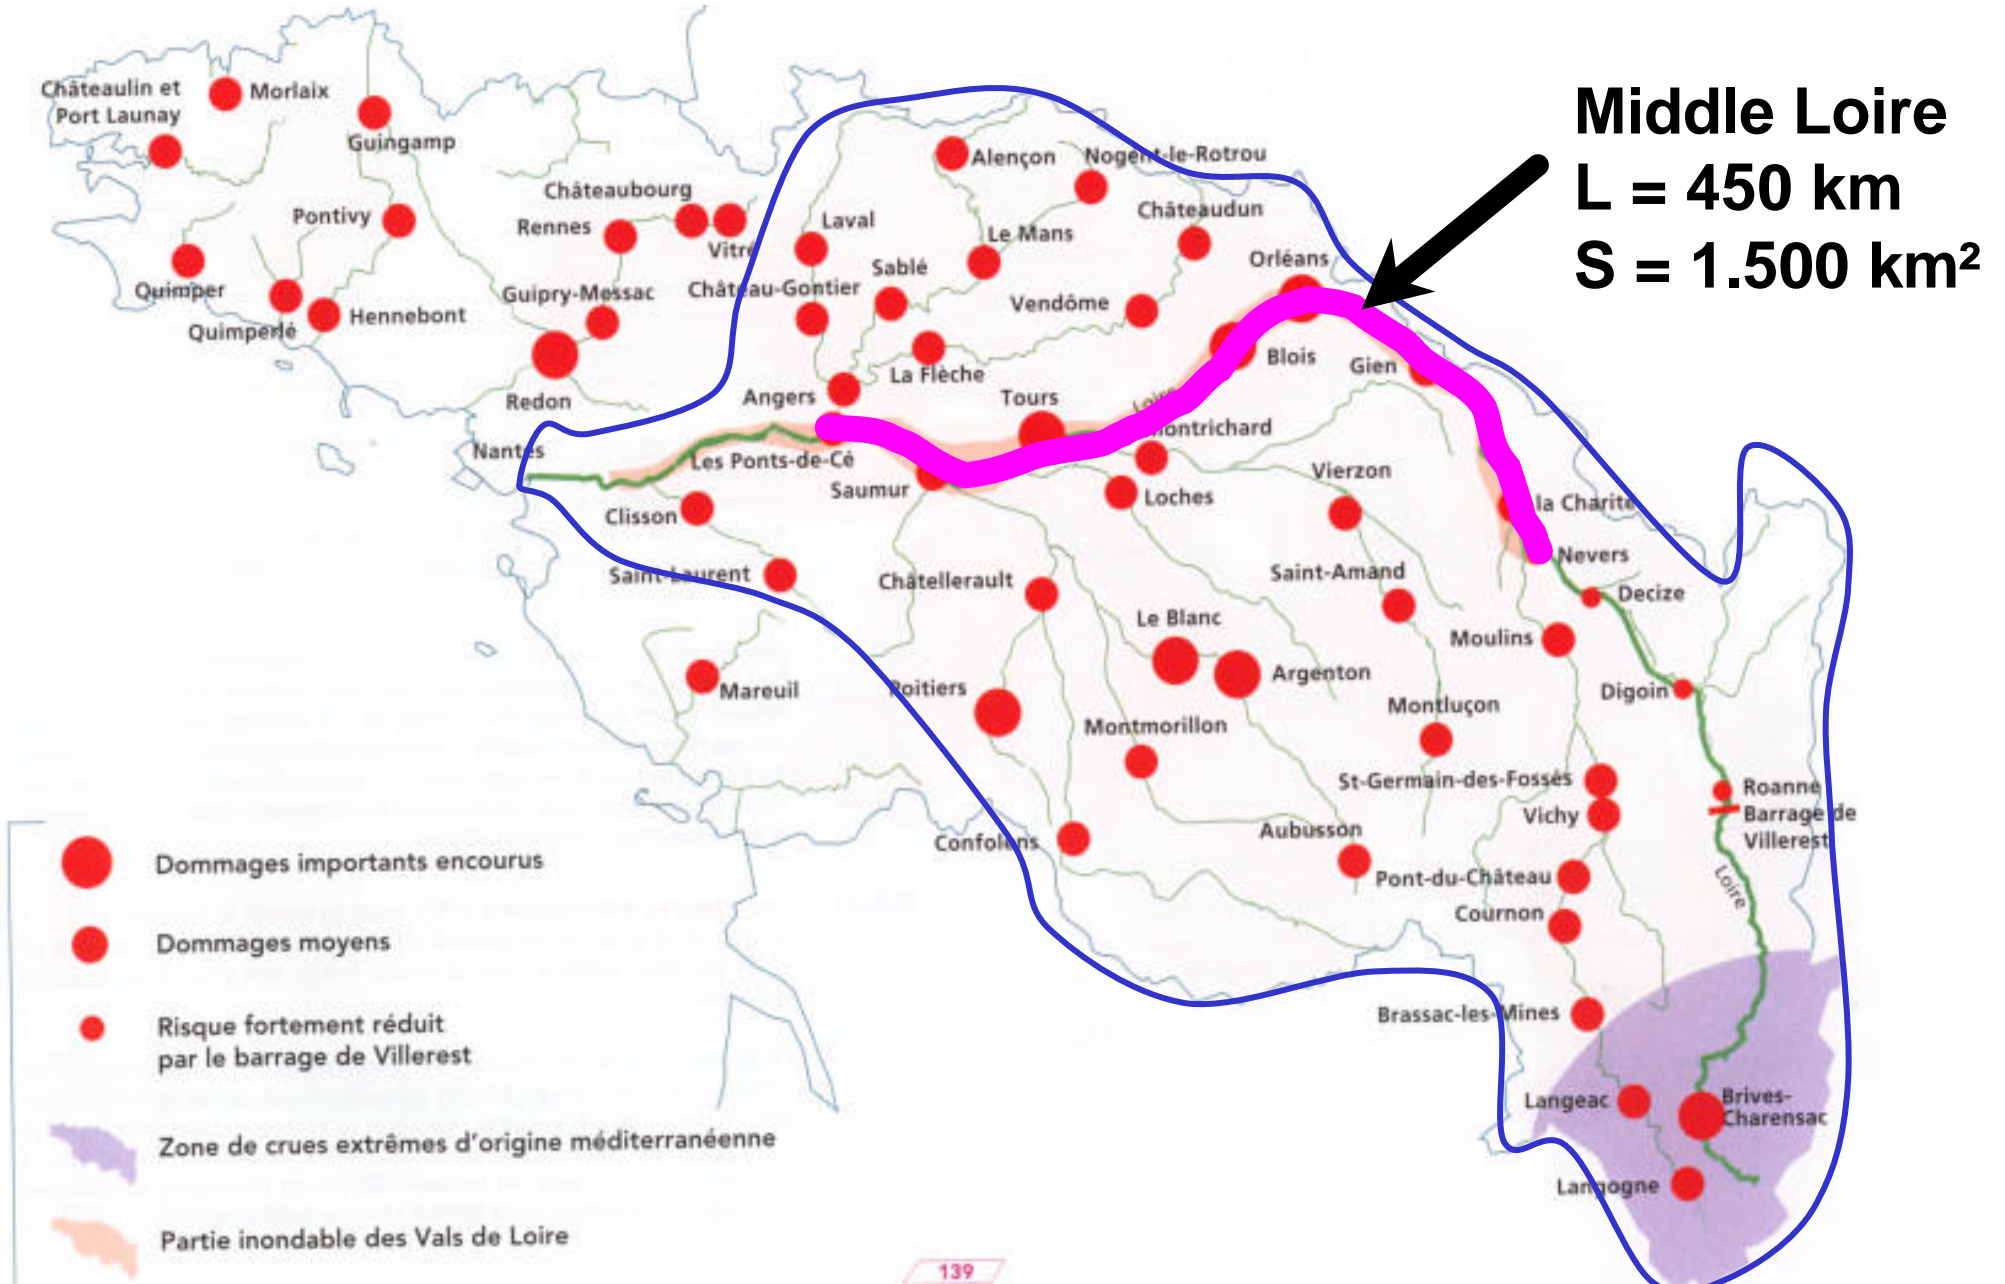 Middle Loire
L = 450 km
S = 1.500 km²
Châteaulin et
Port Launay
Morlaix
Guingamp
Alençon
Nogent-le-Rotrou
Châteaubourg
Pontivy
Rennes
Vitré
Laval
Le Mans
Châteaudun
Orléans
Quimper
Quimperlé
Hennebont
Guipry-Messac
Château-Gontier
Sablé
Vendôme
Redon
Angers
La Flèche
Tours
Loire
Blois
Gien
Nantes
Les Ponts-de-Cé
Saumur
ontrichard
Loches
Vierzon
la Charité
Clisson
Saint-Laurent
Châtellerault
Saint-Amand
Nevers
Decize
Le Blanc
Moulins
Mareuil
Poitiers
Argenton
Digoin
Montmorillon
Montluçon
St-Germain-des-Fossés
Roanne
Vichy
Barrage de
Villerest
Confolens
Aubusson
Pont-du-Château
Loire
Cournon
Brassac-les-Mines
Langeac
Brives-
Charensac
Langogne
Dommages importants encourus
Dommages moyens
Risque fortement réduit
par le barrage de Villerest
Zone de crues extrêmes d'origine méditerranéenne
Partie inondable des Vals de Loire
139